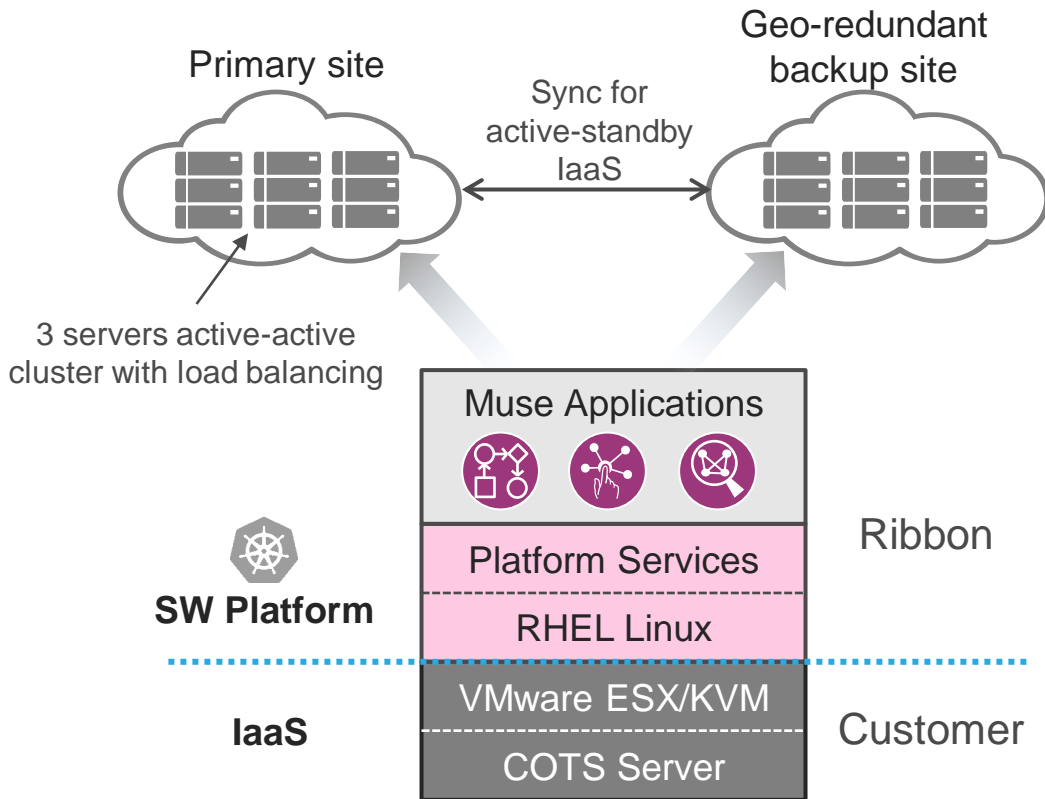 Primary site
Geo-redundant
backup site
Sync for
active-standby
IaaS
3 servers active-active
cluster with load balancing
Muse Applications
Platform Services
RHEL Linux
SW Platform
Ribbon
VMware ESX/KVM
COTS Server
IaaS
Customer